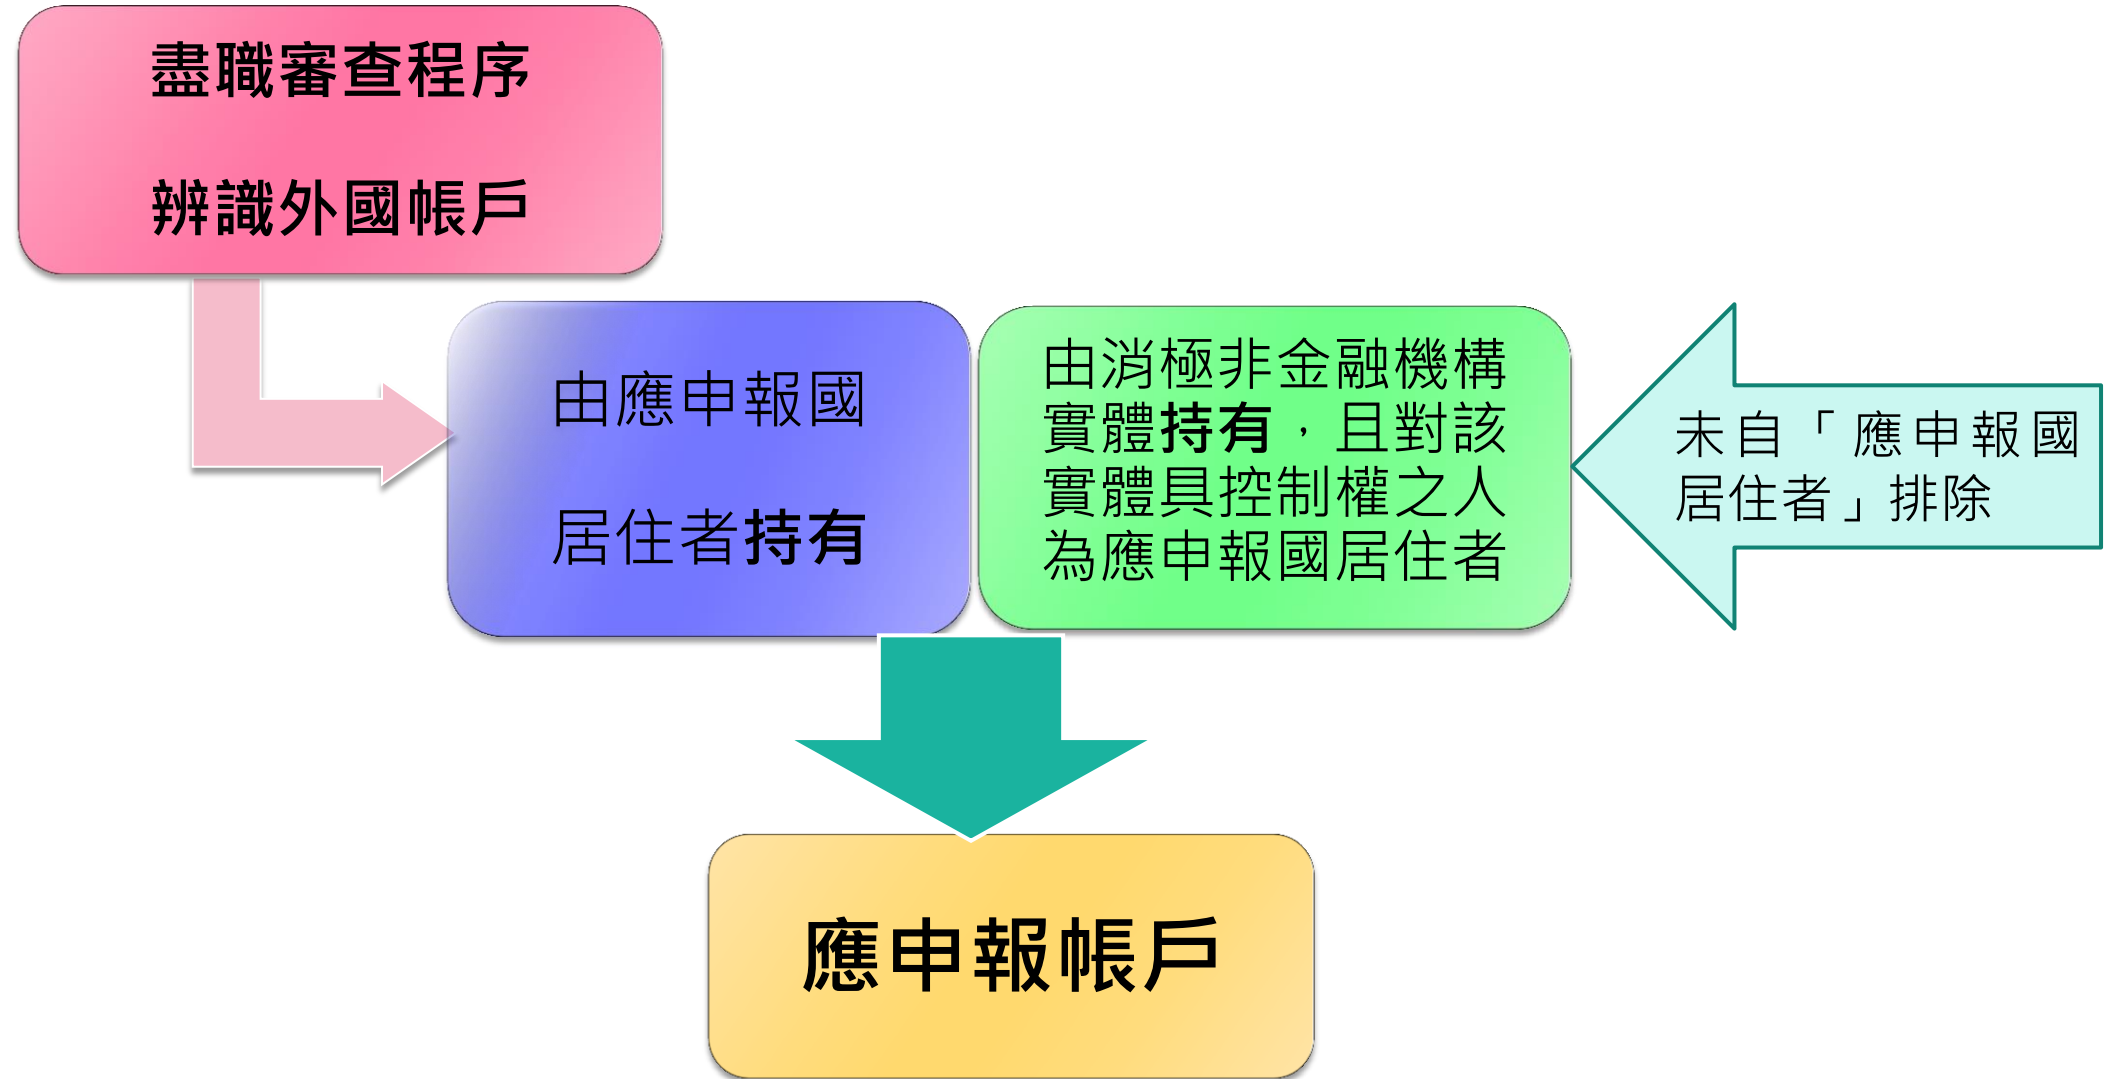 盡職審查程序
辨識外國帳戶
由應申報國
居住者持有
由消極非金融機構
實體持有，且對該
實體具控制權之人
為應申報國居住者
未自「應申報國
居住者」排除
應申報帳戶